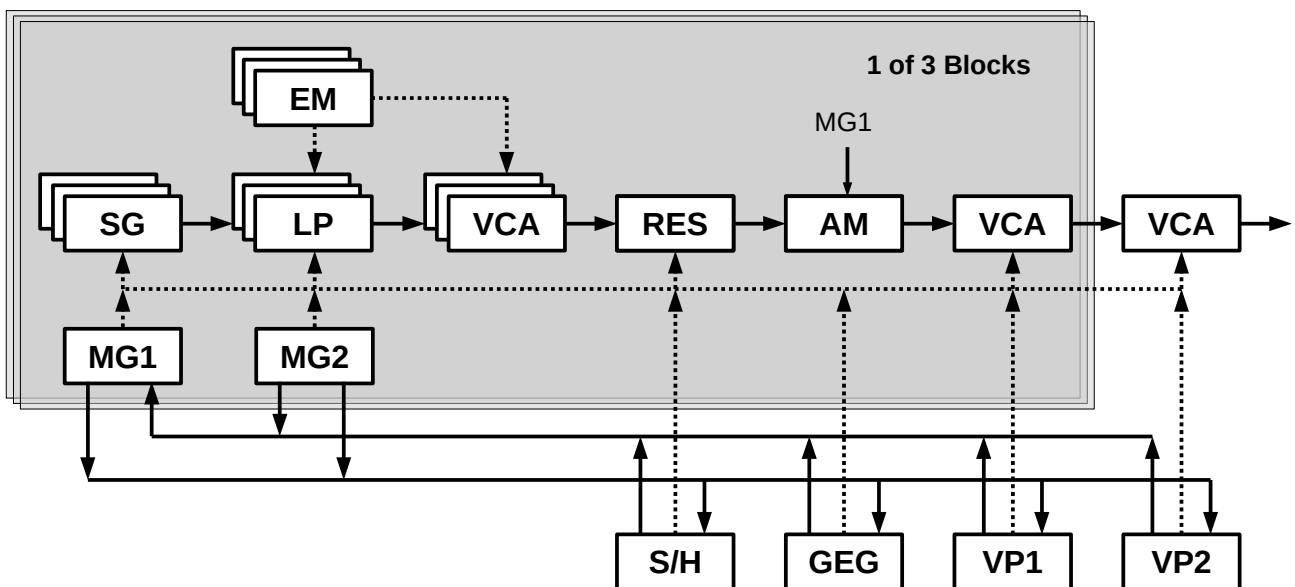 1 of 3 Blocks
EM
MG1
SG
LP
VCA
RES
AM
VCA
VCA
MG1
MG2
S/H
GEG
VP1
VP2